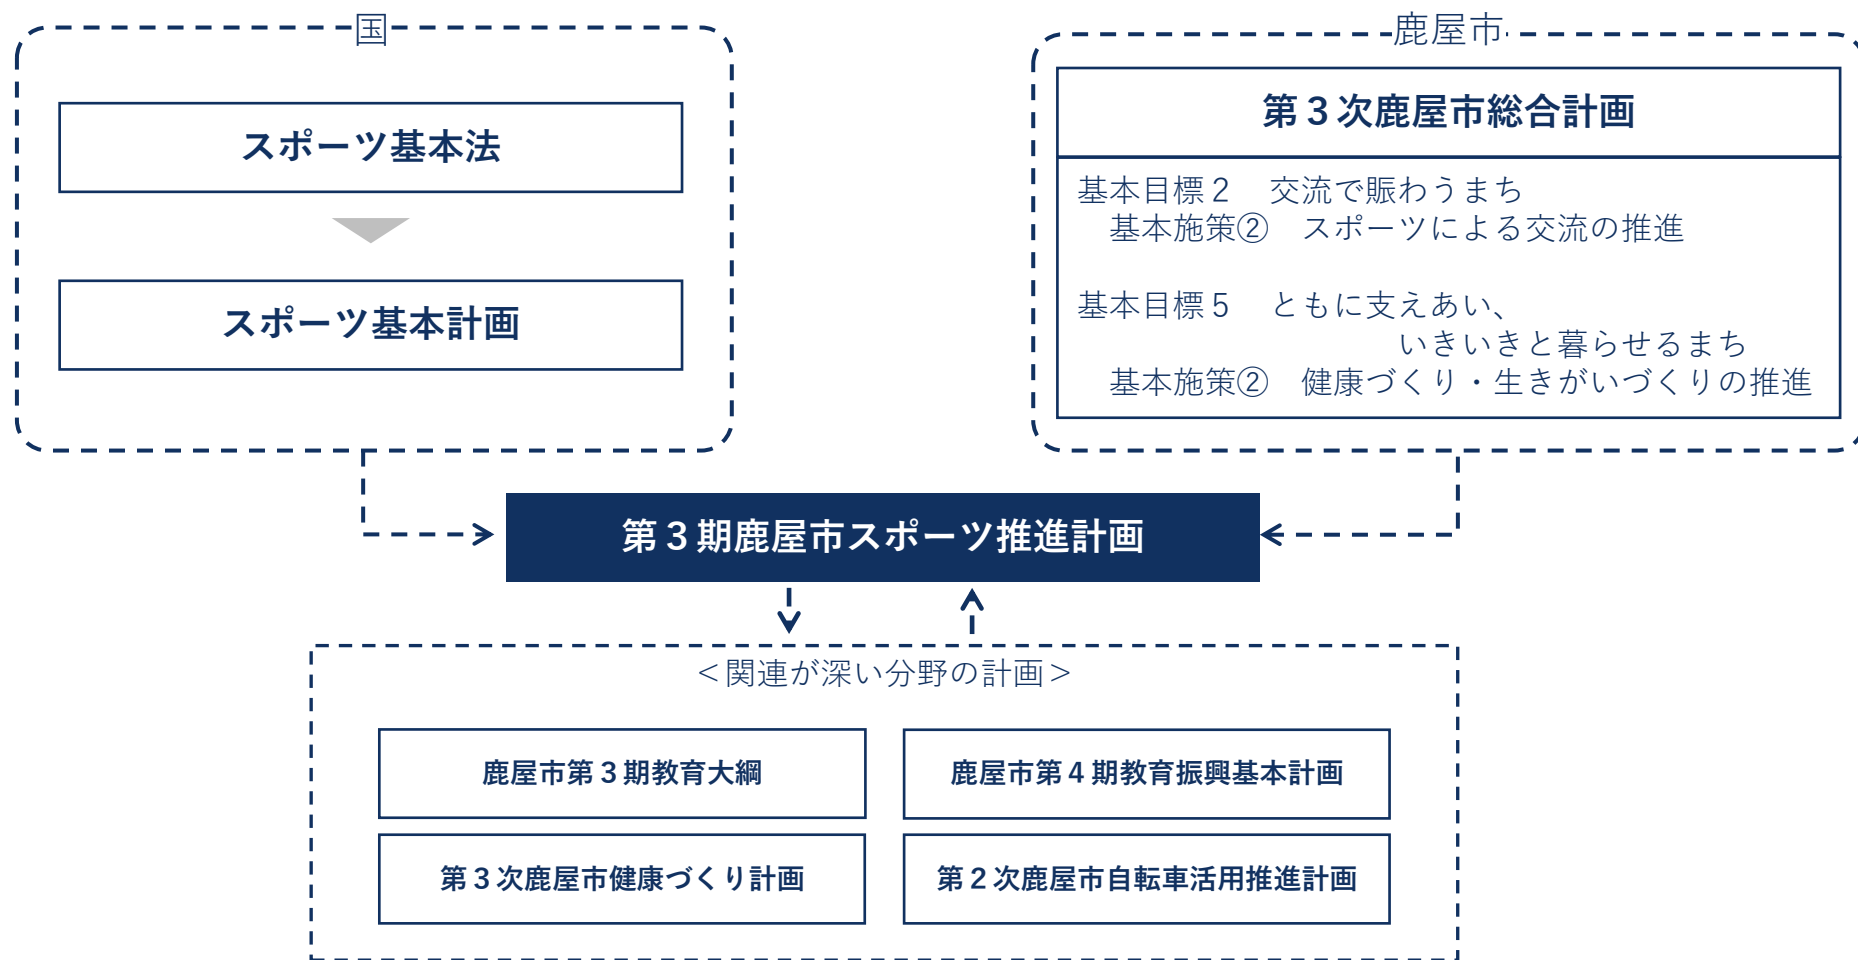 国
スポーツ基本法
スポーツ基本計画
鹿屋市
第３次鹿屋市総合計画
基本目標２　交流で賑わうまち
基本施策②　スポーツによる交流の推進
基本目標５　ともに支えあい、
いきいきと暮らせるまち
基本施策②　健康づくり・生きがいづくりの推進
第３期鹿屋市スポーツ推進計画
＜関連が深い分野の計画＞
鹿屋市第３期教育大綱
鹿屋市第４期教育振興基本計画
第３次鹿屋市健康づくり計画
第２次鹿屋市自転車活用推進計画